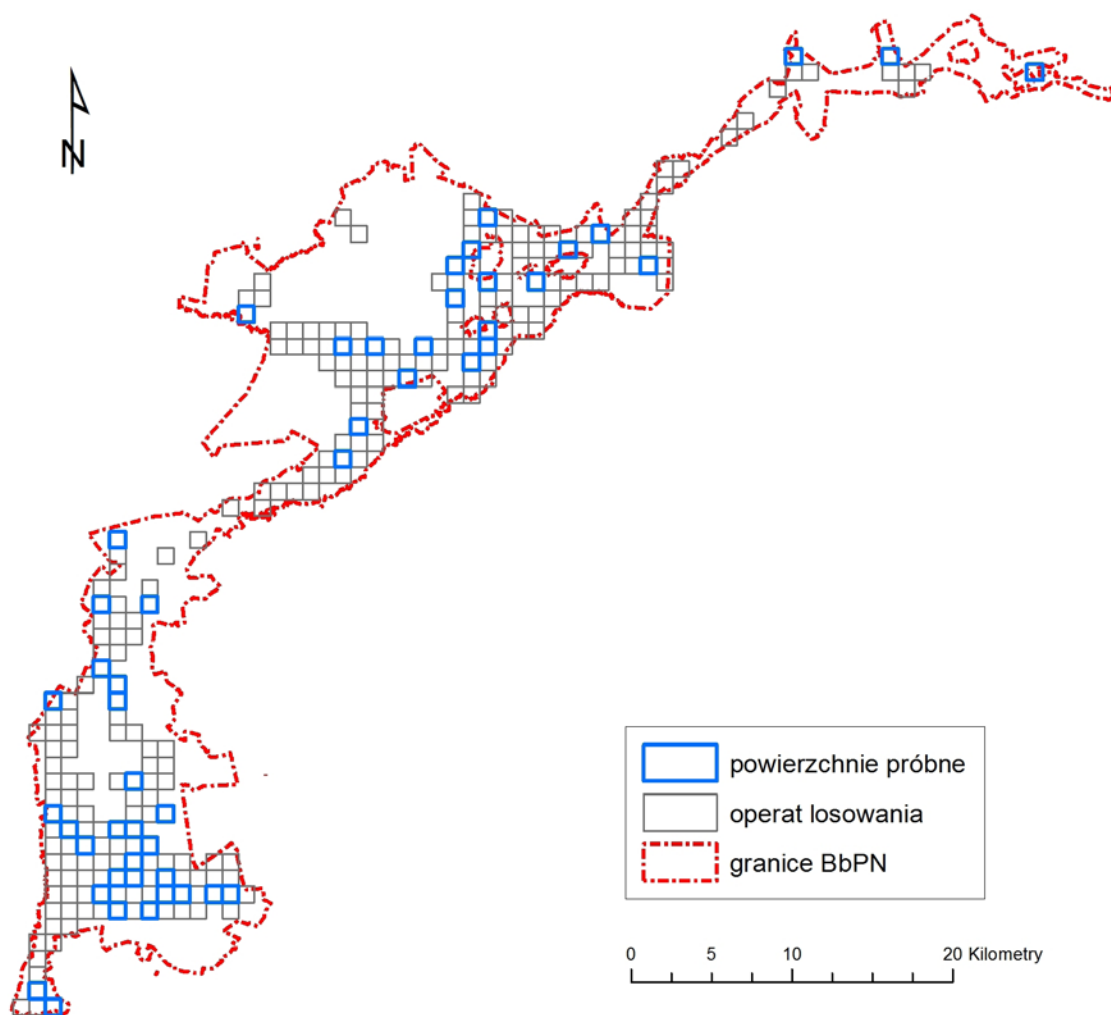 N
powierzchnie próbne
operat losowania
granice BbPN
0 5 10 20 Kilometry